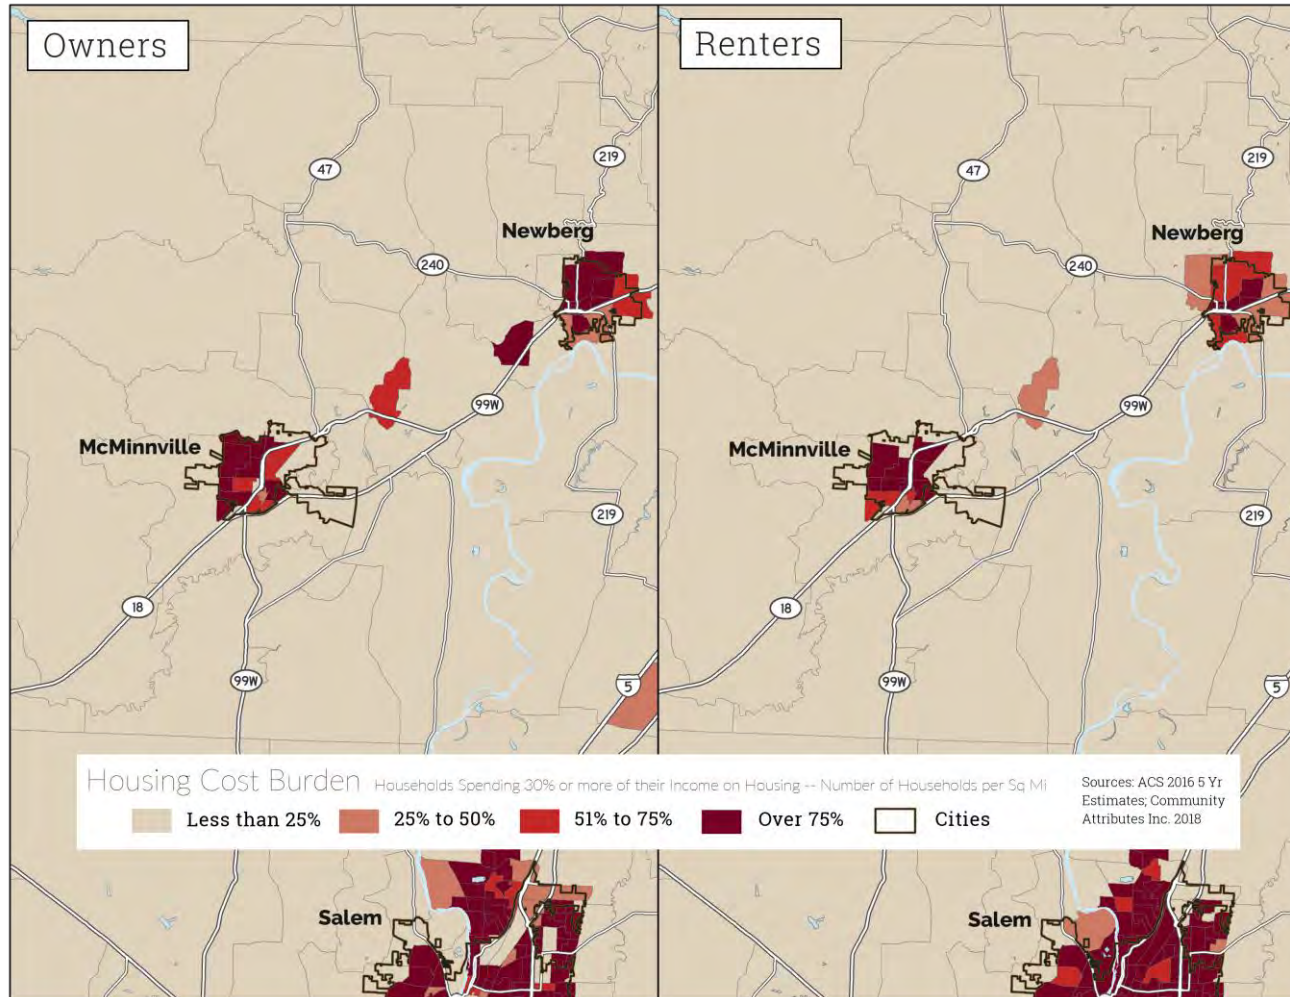 Owners
47
219
Newberg
240
99W
McMinnville
219
18
99W
5
Salem
Renters
47
219
Newberg
240
99W
McMinnville
219
18
99W
5
Salem
Housing Cost Burden Households Spending 30% or more of their Income on Housing -- Number of Households per Sq Mi
Less than 25% 25% to 50% 51% to 75% Over 75% Cities
Sources: ACS 2016 5 Yr
Estimates; Community
Attributes Inc. 2018